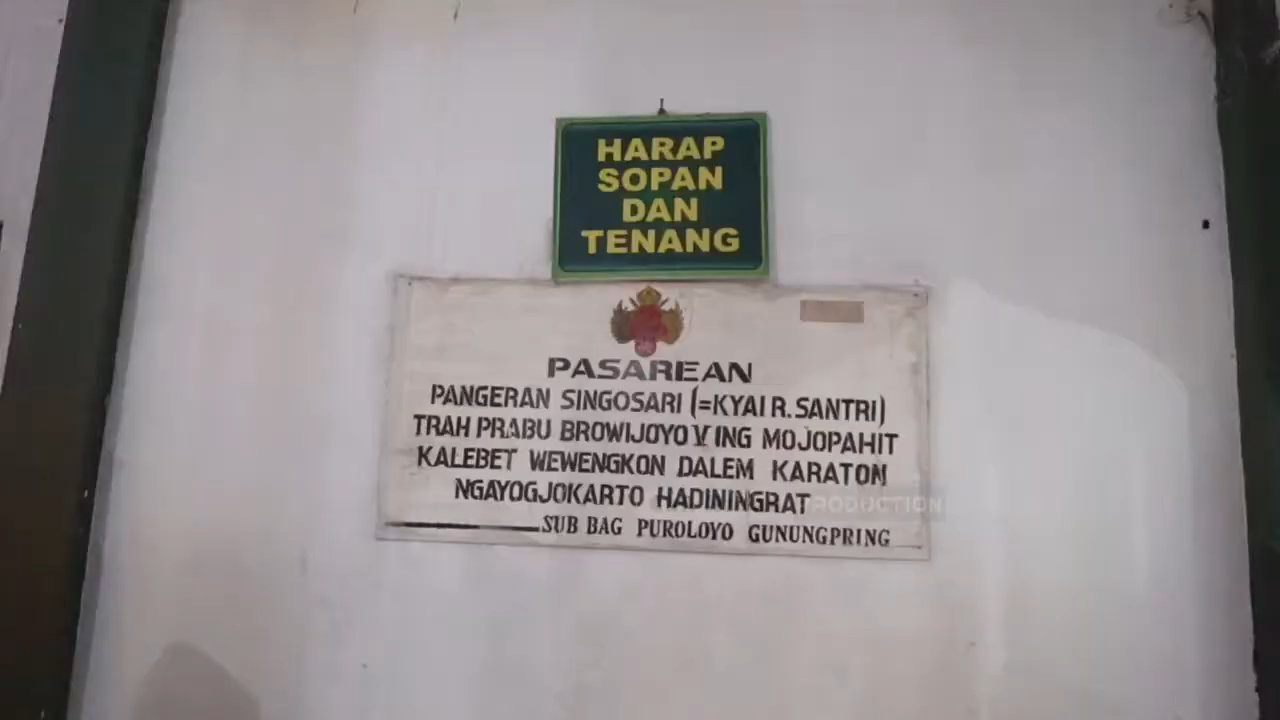 HARAP
SOPAN
DAN
TENANG
PASAREAN
PANGERAN SINGOSARI (=KYAI R. SANTRI)
TRAH PRABU BROWIJOYO V ING MOJOPAHIT
KALEBET WEWENGKON DALEM KARATON
NGAYOGJOKARTO HADININGRAT
PRODUCTION
SUB BAG PUROLOYO GUNUNGPRING